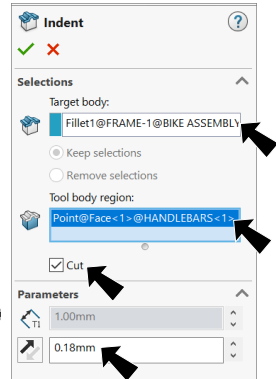 Indent
?
Selections
Target body:
Fillet1@FRAME-1@BIKE ASSEMBLY
Keep selections
Remove selections
Tool body region:
Point@Face<1>@HANDLEBARS<1>
Cut
Parameters
T1
1.00mm
0.18mm